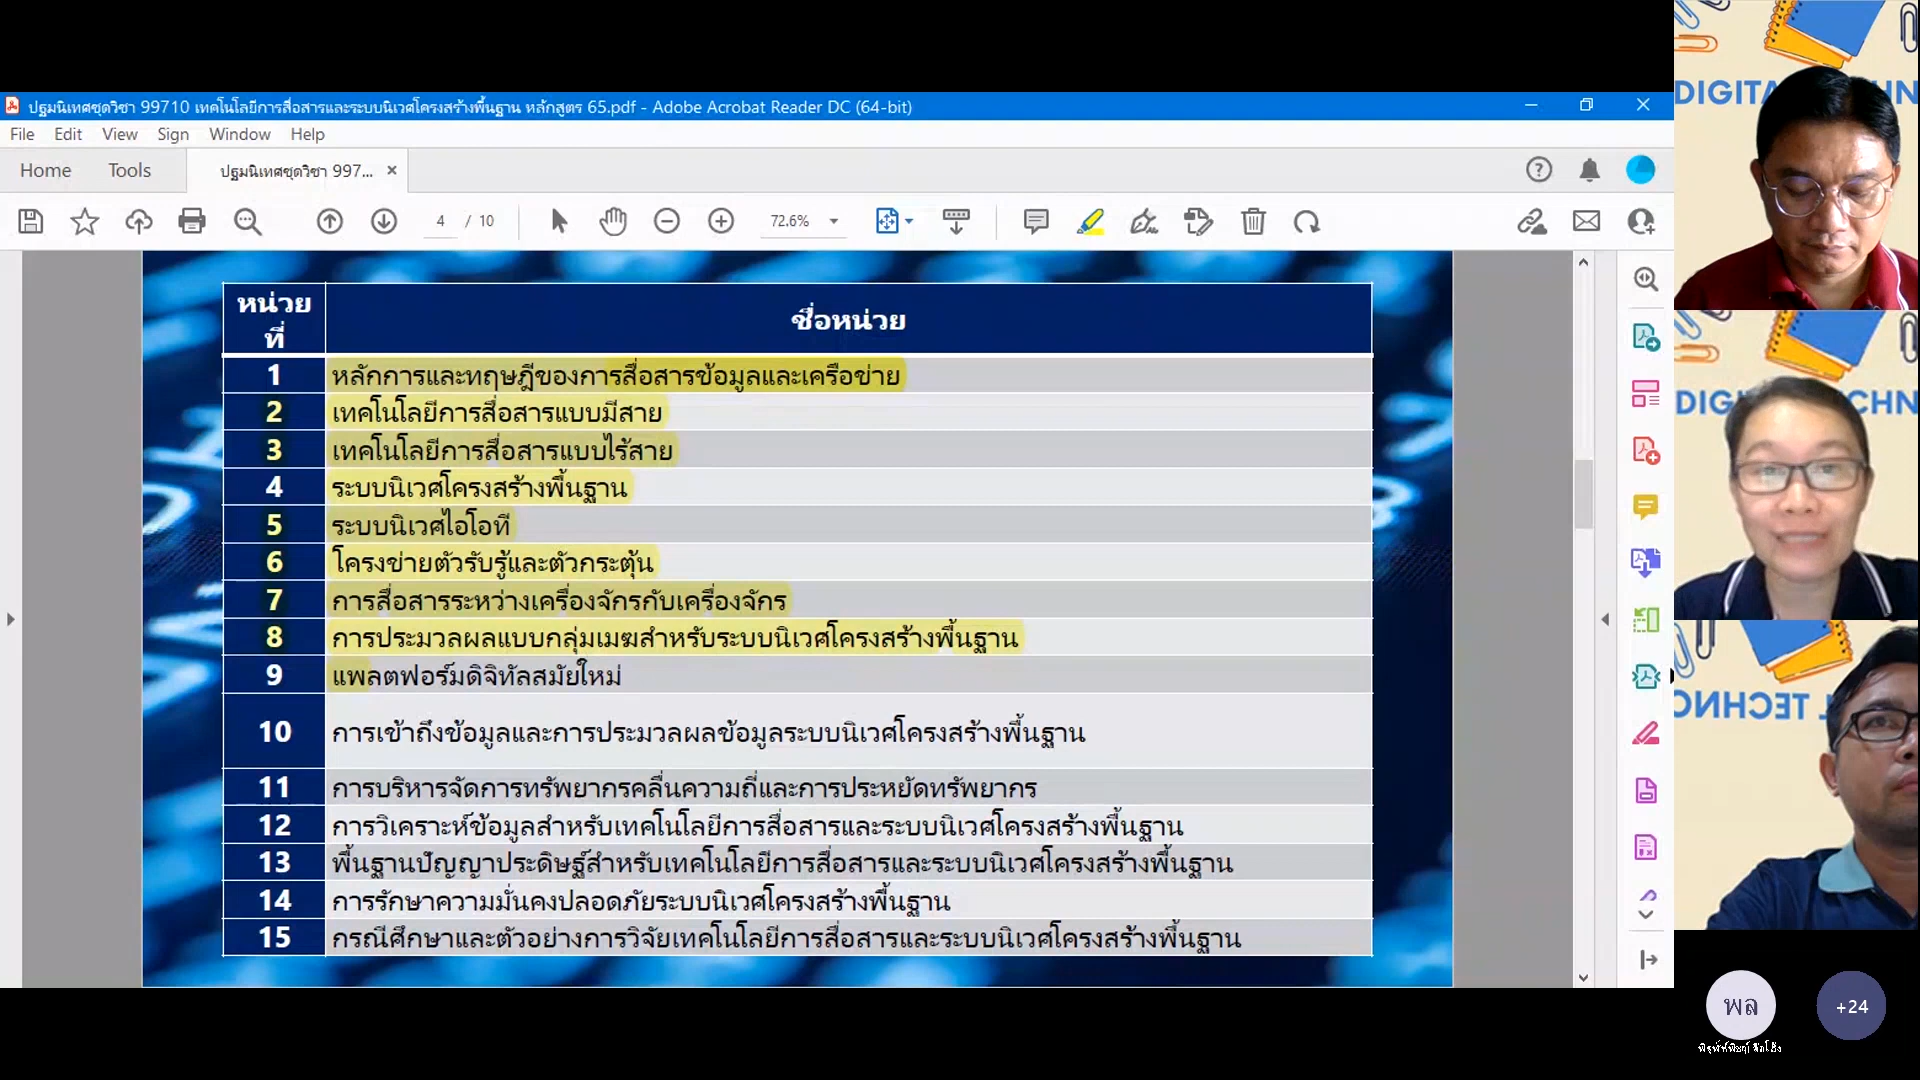 ปฐมนิเทศชุดวิชา 99710 เทคโนโลยีการสื่อสารและระบบนิเวศโครงสร้างพื้นฐาน หลักสูตร 65.pdf - Adobe Acrobat Reader DC (64-bit)
File Edit View Sign Window Help
Home Tools ปฐมนิเทศชุดวิชา 997... ×
4 / 10 72.6%
หน่วยที่ ชื่อหน่วย
1 หลักการและทฤษฎีของการสื่อสารข้อมูลและเครือข่าย
2 เทคโนโลยีการสื่อสารแบบมีสาย
3 เทคโนโลยีการสื่อสารแบบไร้สาย
4 ระบบนิเวศโครงสร้างพื้นฐาน
5 ระบบนิเวศไอโอที
6 โครงข่ายตัวรับรู้และตัวกระตุ้น
7 การสื่อสารระหว่างเครื่องจักรกับเครื่องจักร
8 การประมวลผลแบบกลุ่มเมฆสำหรับระบบนิเวศโครงสร้างพื้นฐาน
9 แพลตฟอร์มดิจิทัลสมัยใหม่
10 การเข้าถึงข้อมูลและการประมวลผลข้อมูลระบบนิเวศโครงสร้างพื้นฐาน
11 การบริหารจัดการทรัพยากรคลื่นความถี่และการประหยัดทรัพยากร
12 การวิเคราะห์ข้อมูลสำหรับเทคโนโลยีการสื่อสารและระบบนิเวศโครงสร้างพื้นฐาน
13 พื้นฐานปัญญาประดิษฐ์สำหรับเทคโนโลยีการสื่อสารและระบบนิเวศโครงสร้างพื้นฐาน
14 การรักษาความมั่นคงปลอดภัยระบบนิเวศโครงสร้างพื้นฐาน
15 กรณีศึกษาและตัวอย่างการวิจัยเทคโนโลยีการสื่อสารและระบบนิเวศโครงสร้างพื้นฐาน
พล +24